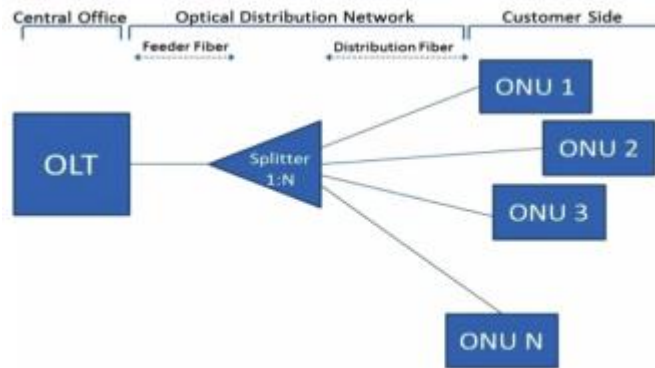 Central Office
Optical Distribution Network
Customer Side
Feeder Fiber
Distribution Fiber
OLT
Splitter
1:N
ONU 1
ONU 2
ONU 3
ONU N